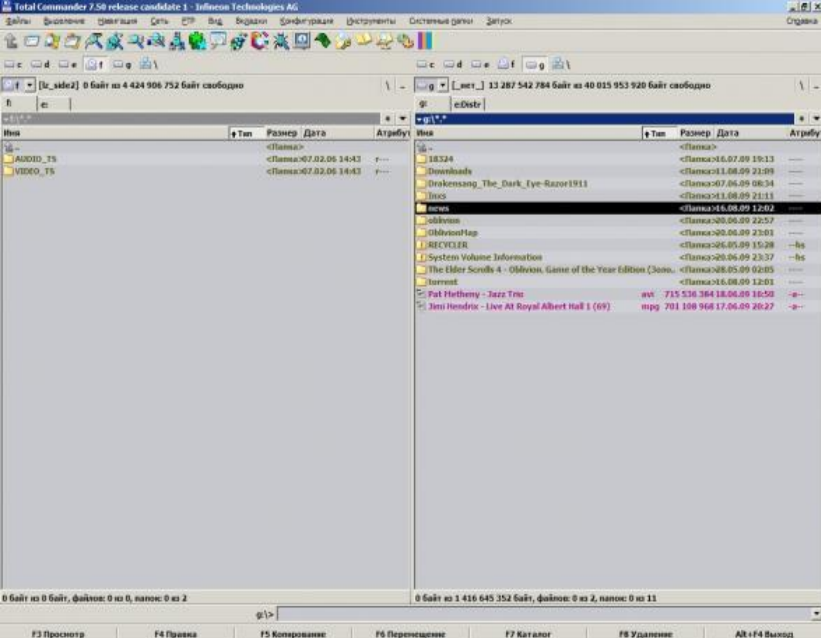 Total Commander 7.50 release candidate 1 - Infineon Technologies AG
Файлы Выделение Навигация Сеть FTP Вид Вкладки Конфигурация Инструменты Системные папки Запуск Справка
c d e f g \
c d e f g \
f [lz_side2] 0 байт из 4 424 906 752 байт свободно \ ..
g [_нет_] 13 287 542 784 байт из 40 015 953 920 байт свободно \ ..
f: e:
g: e:Distr
f:\*.* * ▼
g:\*.* * ▼
Имя Тип Размер Дата Атрибу
Имя Тип Размер Дата Атрибу
.. <Папка>
AUDIO_TS <Папка>07.02.06 14:43 r---
VIDEO_TS <Папка>07.02.06 14:43 r---
.. <Папка>
18324 <Папка>16.07.09 19:13 ----
Downloads <Папка>11.08.09 21:09 ----
Drakensang_The_Dark_Eye-Razor1911 <Папка>07.06.09 08:34 ----
<Папка>11.08.09 21:11 ----
news <Папка>16.08.09 12:02 ----
oblivion <Папка>20.06.09 22:57 ----
OblivionMap <Папка>20.06.09 23:01 ----
RECYCLER <Папка>26.05.09 15:28 --hs
System Volume Information <Папка>20.06.09 23:37 --hs
The Elder Scrolls 4 - Oblivion. Game of the Year Edition (Золо.. <Папка>28.05.09 02:05 ----
torrent <Папка>16.08.09 12:01 ----
Pat Metheny - Jazz Trio avi 715 536 384 18.06.09 16:50 -a--
Jimi Hendrix - Live At Royal Albert Hall 1 (69) mpg 701 108 968 17.06.09 20:27 -a--
0 байт из 0 байт, файлов: 0 из 0, папок: 0 из 2
0 байт из 1 416 645 352 байт, файлов: 0 из 2, папок: 0 из 11
g:\>
F3 Просмотр F4 Правка F5 Копирование F6 Перемещение F7 Каталог F8 Удаление Alt+F4 Выход